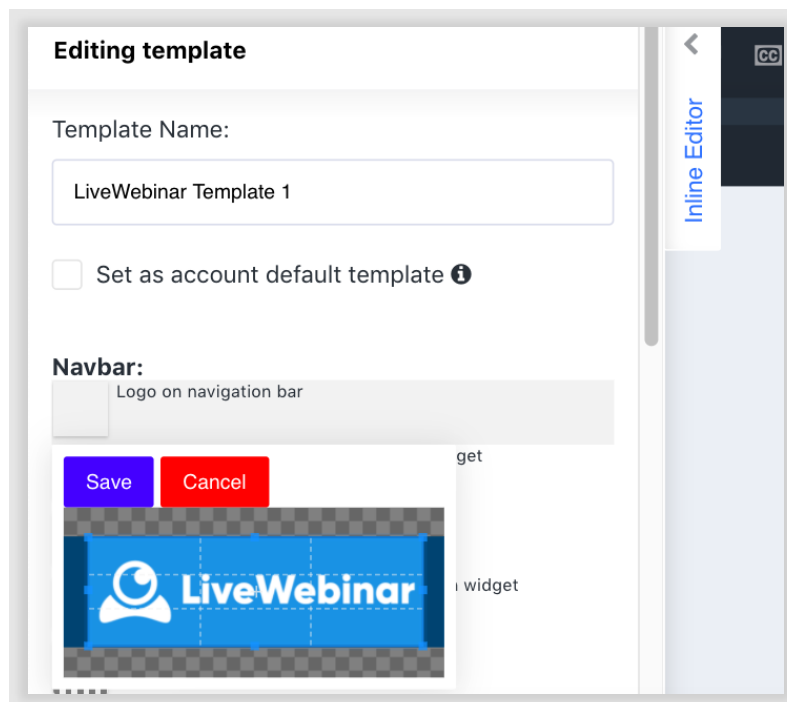 Editing template
CC
Inline Editor
Template Name:
LiveWebinar Template 1
Set as account default template
Navbar:
Logo on navigation bar
get
Save Cancel
LiveWebinar
widget